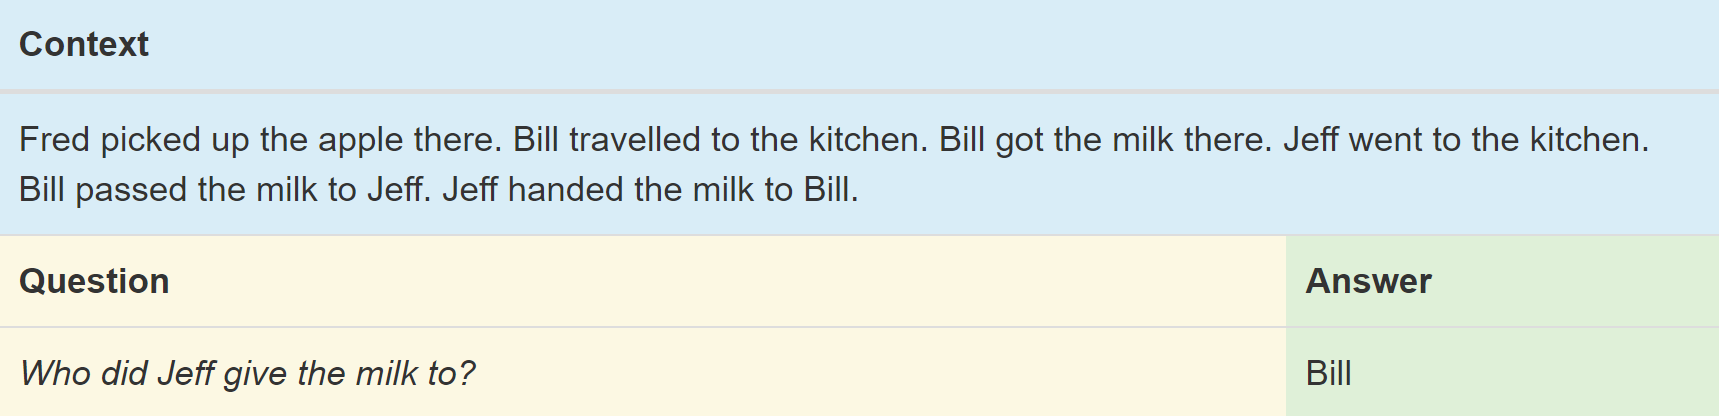 Context
Fred picked up the apple there. Bill travelled to the kitchen. Bill got the milk there. Jeff went to the kitchen.
Bill passed the milk to Jeff. Jeff handed the milk to Bill.
Question Answer
Who did Jeff give the milk to? Bill